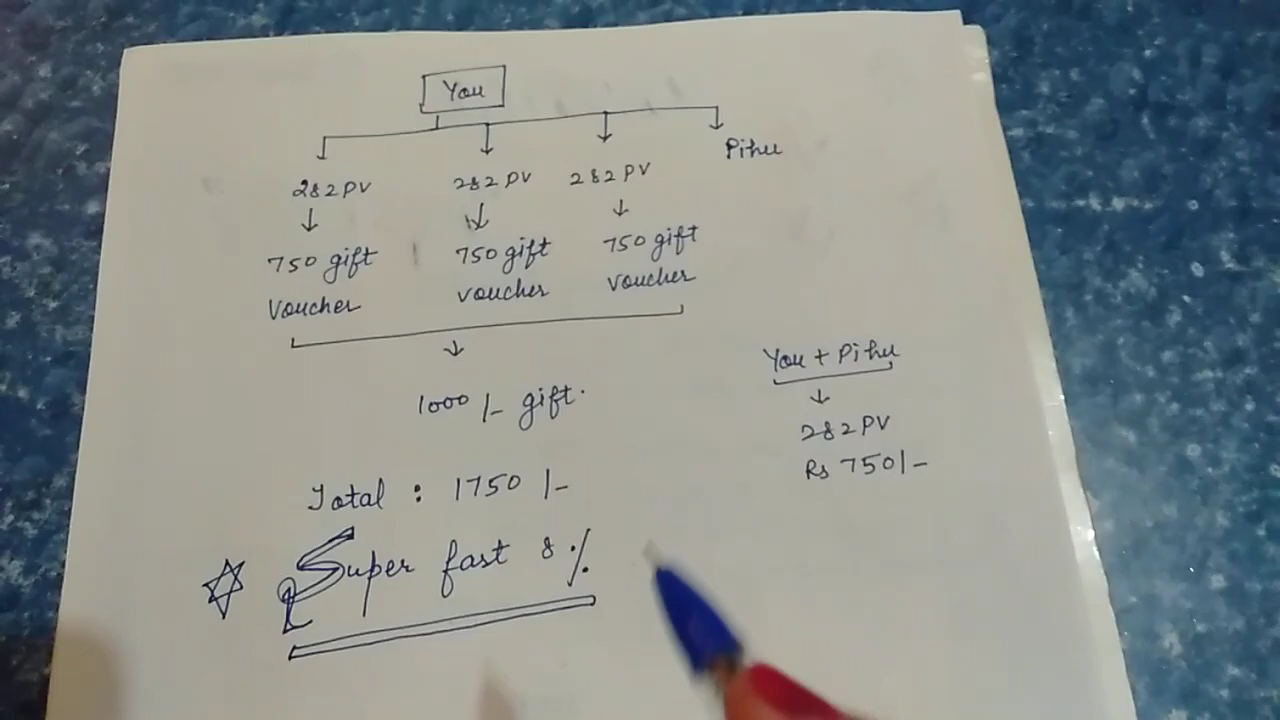 You
282 PV 282 PV 282 PV Pihu
750 gift 750 gift 750 gift
voucher voucher voucher
1000/- gift.
You + Pihu
282 PV
Rs 750/-
Total : 1750/-
Super fast 8%